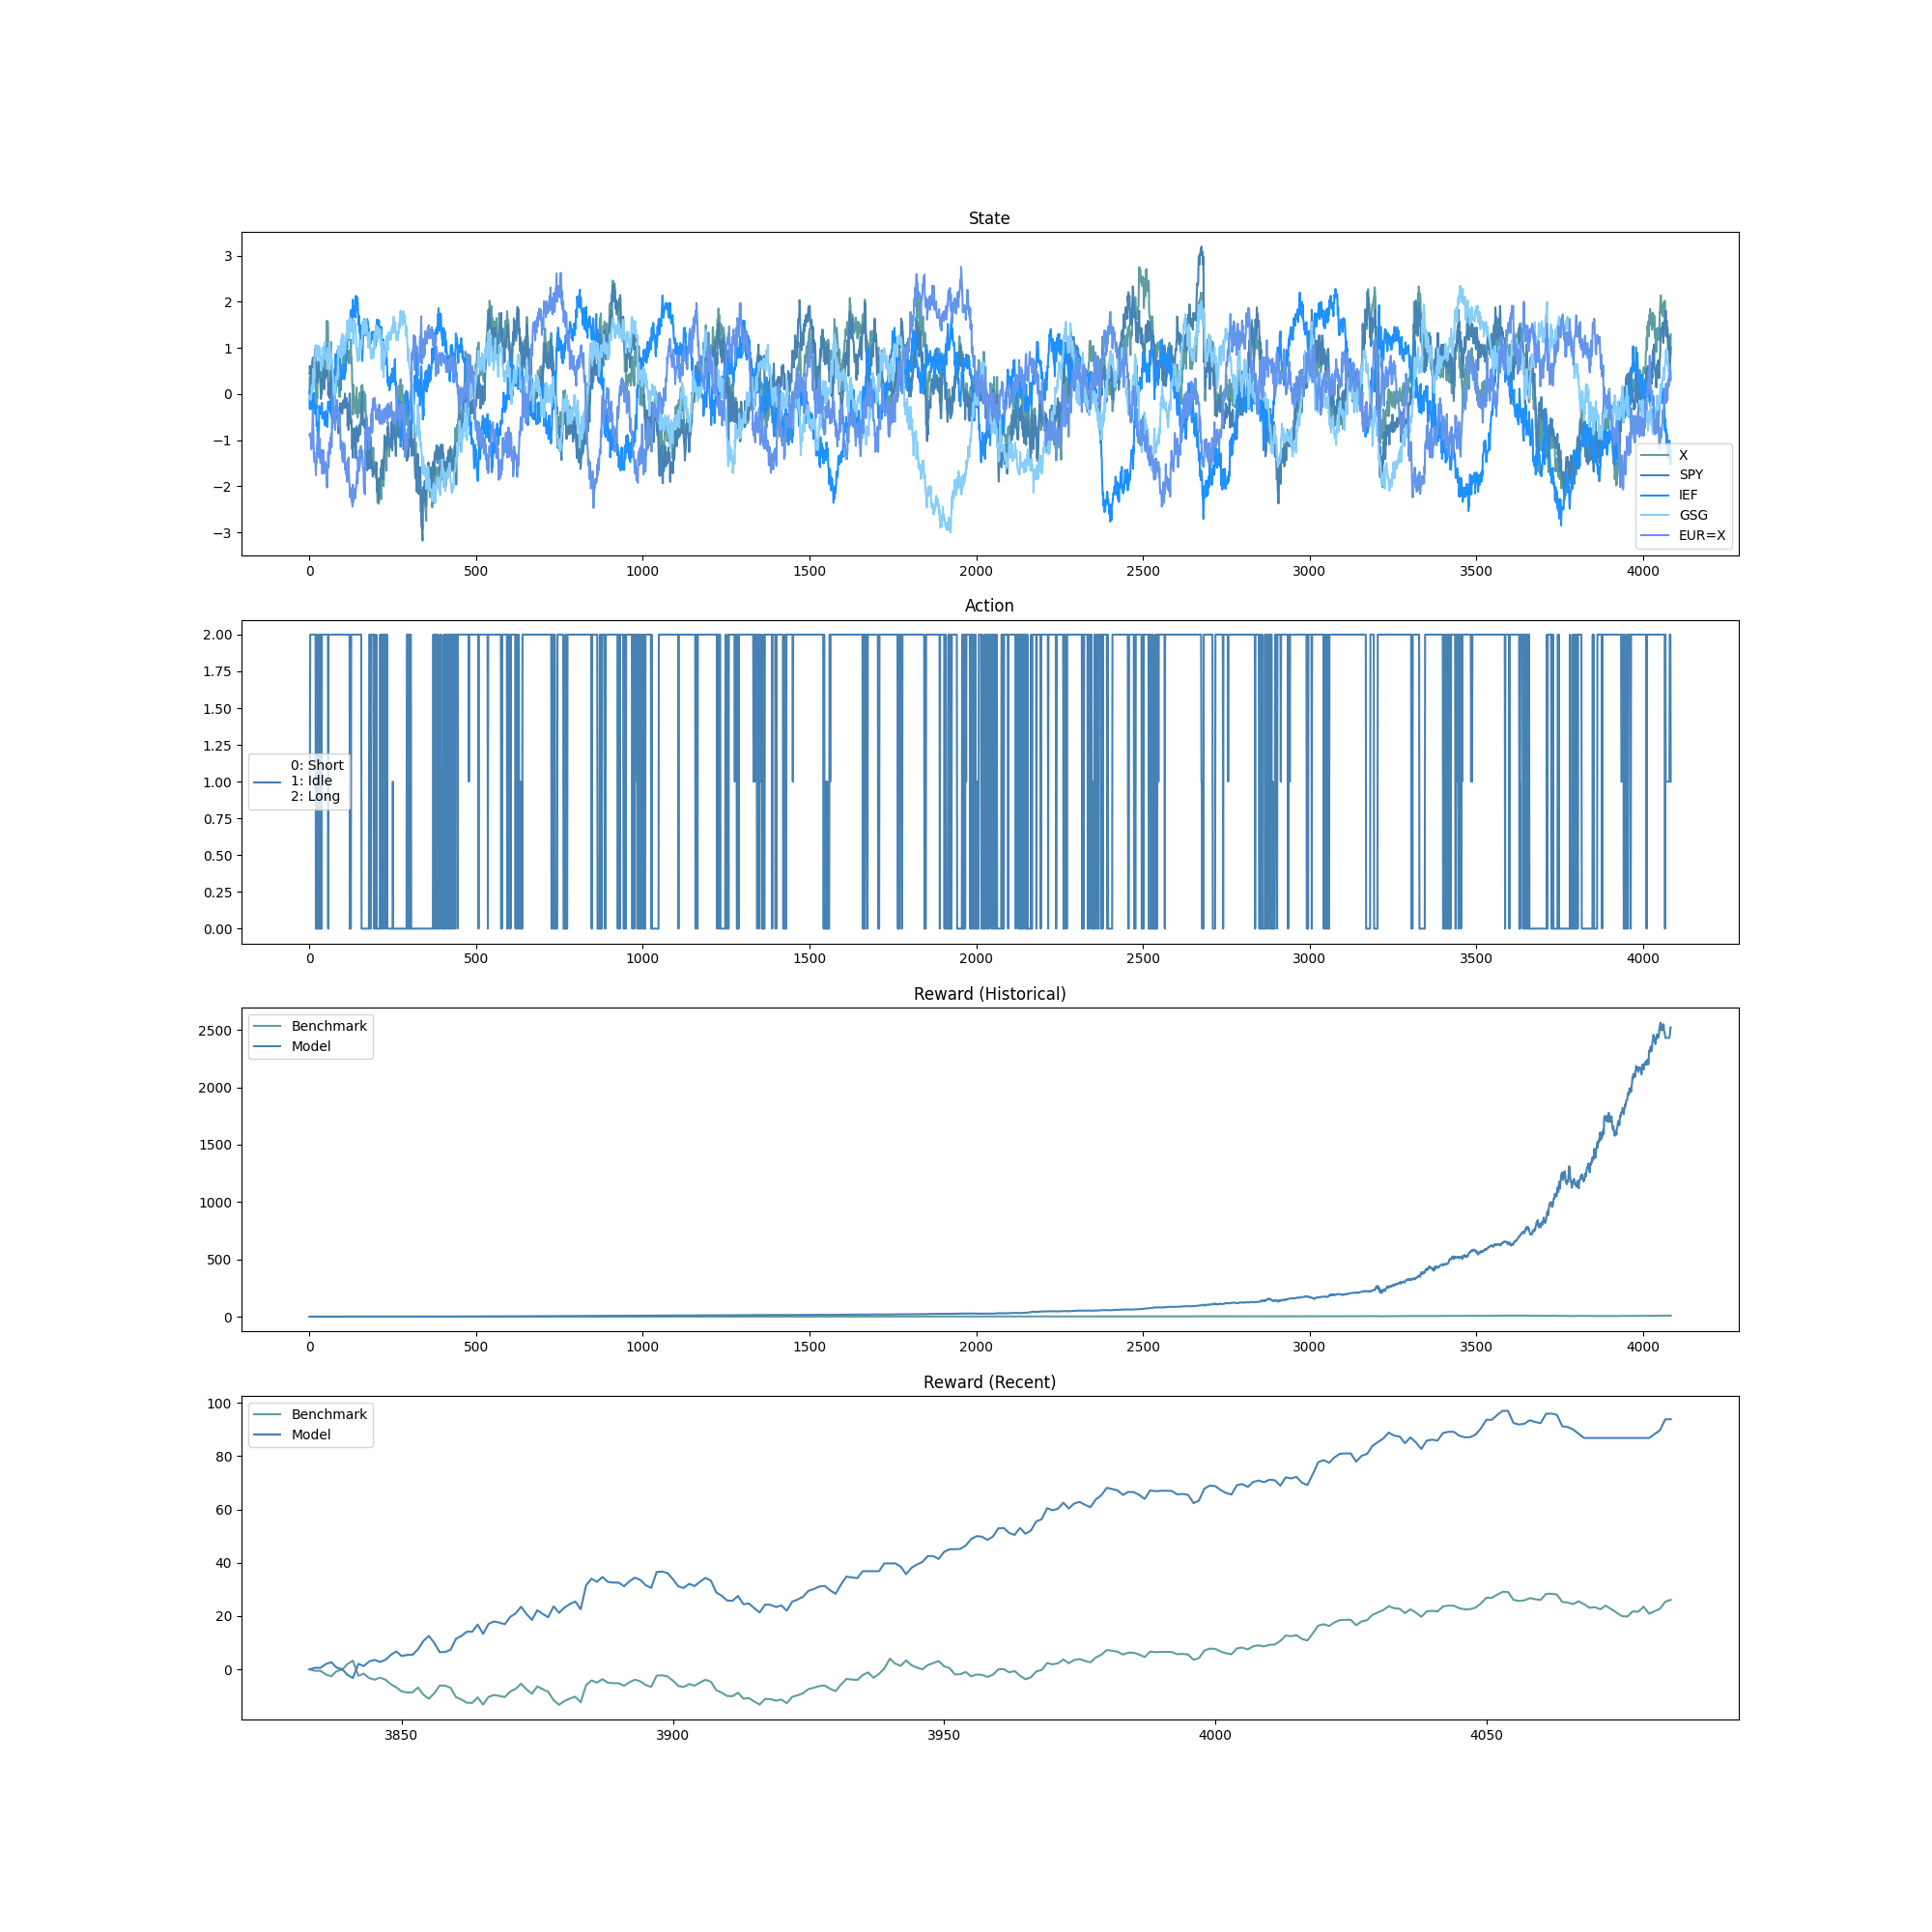 State
3
2
1
0
−1
−2
−3
X
SPY
IEF
GSG
EUR=X
0 500 1000 1500 2000 2500 3000 3500 4000
Action
2.00
1.75
1.50
1.25
1.00
0.75
0.50
0.25
0.00
0: Short
1: Idle
2: Long
0 500 1000 1500 2000 2500 3000 3500 4000
Reward (Historical)
Benchmark
Model
2500
2000
1500
1000
500
0
0 500 1000 1500 2000 2500 3000 3500 4000
Reward (Recent)
Benchmark
Model
100
80
60
40
20
0
3850 3900 3950 4000 4050